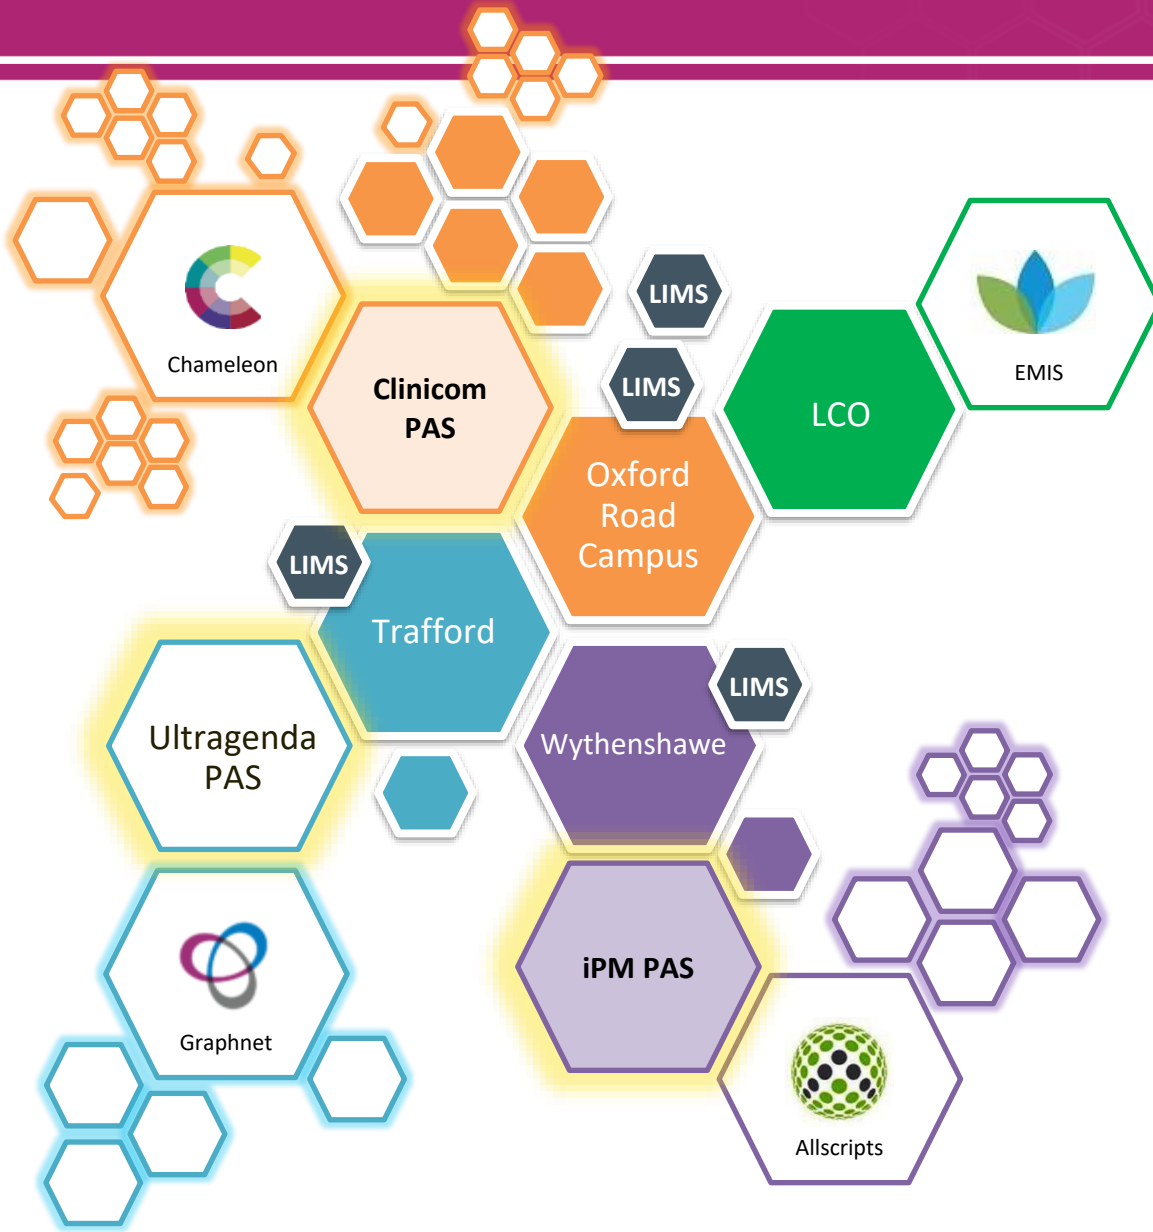 LIMS
Chameleon
EMIS
Clinicom
PAS
LIMS
LCO
Oxford
Road
Campus
LIMS
Trafford
LIMS
Ultragenda
PAS
Wythenshawe
iPM PAS
Graphnet
Allscripts